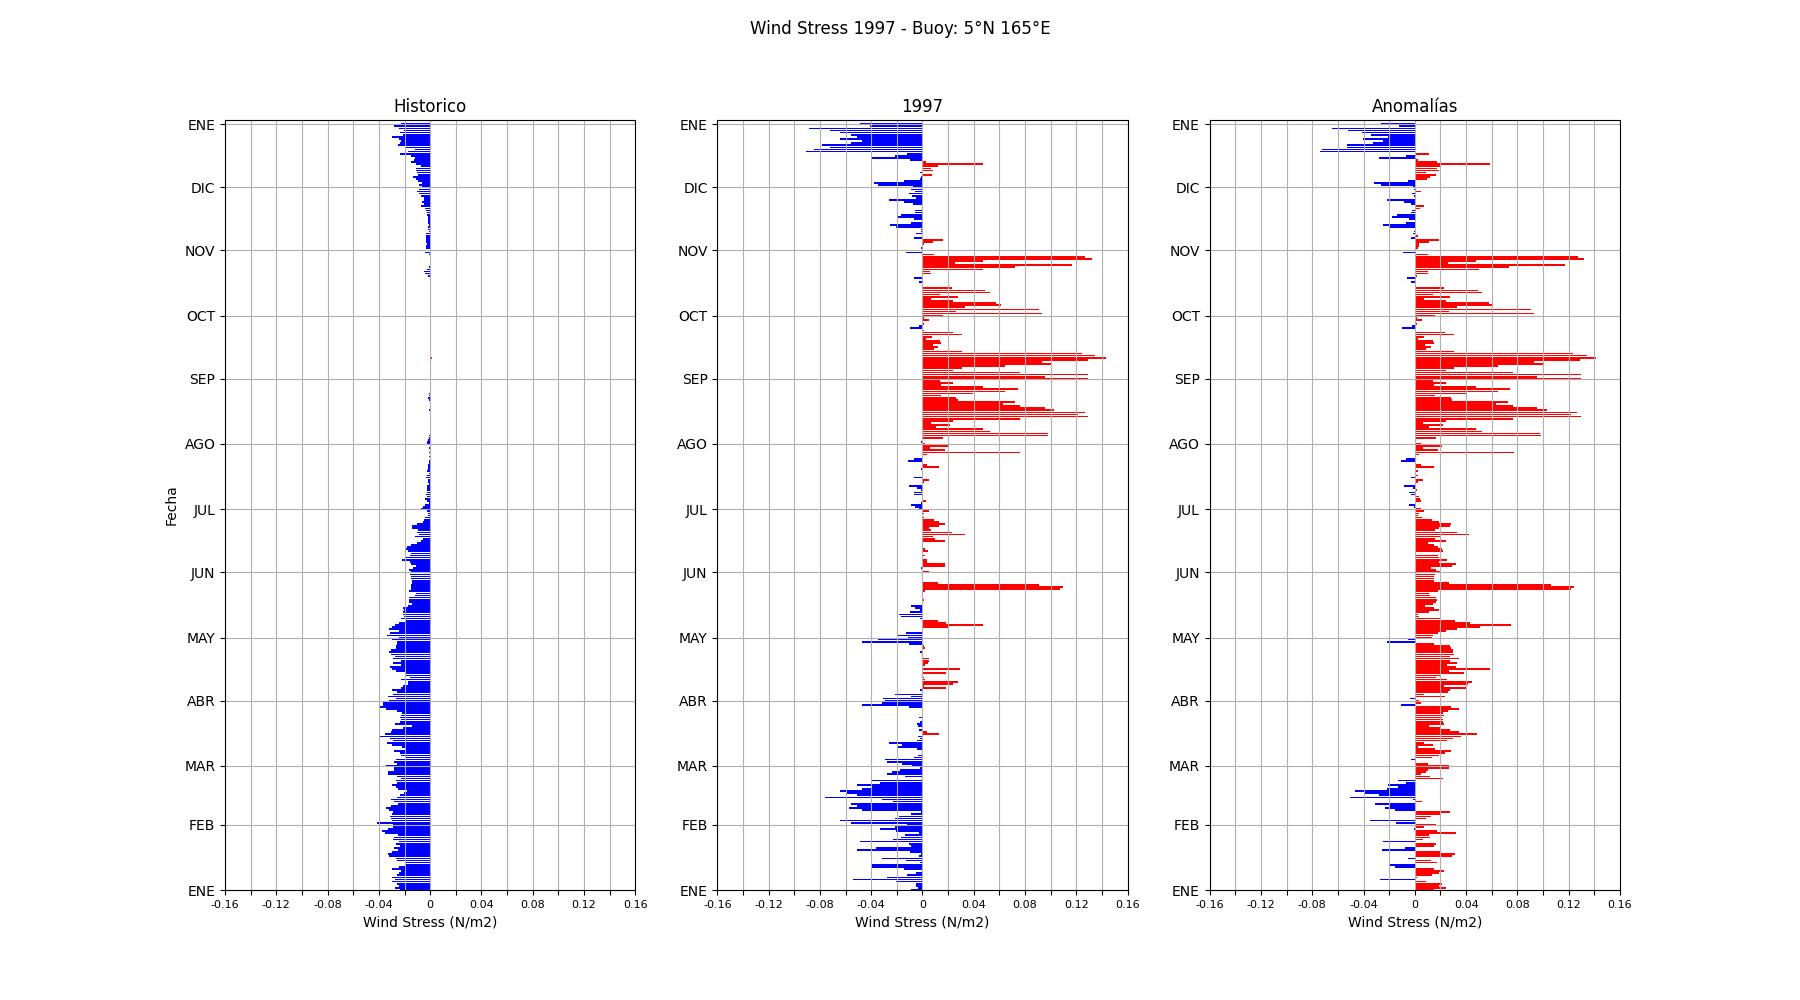 Wind Stress 1997 - Buoy: 5°N 165°E
Historico
1997
Anomalías
Fecha
ENE
DIC
NOV
OCT
SEP
AGO
JUL
JUN
MAY
ABR
MAR
FEB
ENE
-0.16 -0.12 -0.08 -0.04 0 0.04 0.08 0.12 0.16
Wind Stress (N/m2)
ENE
DIC
NOV
OCT
SEP
AGO
JUL
JUN
MAY
ABR
MAR
FEB
ENE
-0.16 -0.12 -0.08 -0.04 0 0.04 0.08 0.12 0.16
Wind Stress (N/m2)
ENE
DIC
NOV
OCT
SEP
AGO
JUL
JUN
MAY
ABR
MAR
FEB
ENE
-0.16 -0.12 -0.08 -0.04 0 0.04 0.08 0.12 0.16
Wind Stress (N/m2)